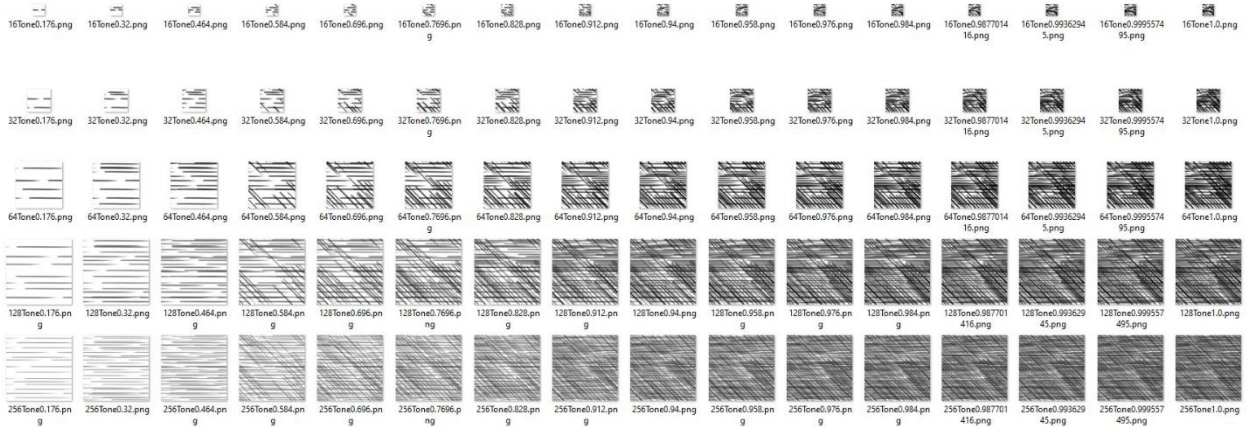 16Tone0.176.png 16Tone0.32.png 16Tone0.464.png 16Tone0.584.png 16Tone0.696.png 16Tone0.7696.pn 16Tone0.828.png 16Tone0.912.png 16Tone0.94.png 16Tone0.958.png 16Tone0.976.png 16Tone0.984.png 16Tone0.9877014 16Tone0.9936294 16Tone0.9995574 16Tone1.0.png
g 16.png 5.png 95.png
32Tone0.176.png 32Tone0.32.png 32Tone0.464.png 32Tone0.584.png 32Tone0.696.png 32Tone0.7696.pn 32Tone0.828.png 32Tone0.912.png 32Tone0.94.png 32Tone0.958.png 32Tone0.976.png 32Tone0.984.png 32Tone0.9877014 32Tone0.9936294 32Tone0.9995574 32Tone1.0.png
g 16.png 5.png 95.png
64Tone0.176.png 64Tone0.32.png 64Tone0.464.png 64Tone0.584.png 64Tone0.696.png 64Tone0.7696.pn 64Tone0.828.png 64Tone0.912.png 64Tone0.94.png 64Tone0.958.png 64Tone0.976.png 64Tone0.984.png 64Tone0.9877014 64Tone0.9936294 64Tone0.9995574 64Tone1.0.png
g 16.png 5.png 95.png
128Tone0.176.pn 128Tone0.32.png 128Tone0.464.pn 128Tone0.584.pn 128Tone0.696.pn 128Tone0.7696.p 128Tone0.828.pn 128Tone0.912.pn 128Tone0.94.png 128Tone0.958.pn 128Tone0.976.pn 128Tone0.984.pn 128Tone0.987701 128Tone0.993629 128Tone0.999557 128Tone1.0.png
g g g g ng g g g g g 416.png 45.png 495.png
256Tone0.176.pn 256Tone0.32.png 256Tone0.464.pn 256Tone0.584.pn 256Tone0.696.pn 256Tone0.7696.p 256Tone0.828.pn 256Tone0.912.pn 256Tone0.94.png 256Tone0.958.pn 256Tone0.976.pn 256Tone0.984.pn 256Tone0.987701 256Tone0.993629 256Tone0.999557 256Tone1.0.png
g g g g ng g g g g g 416.png 45.png 495.png